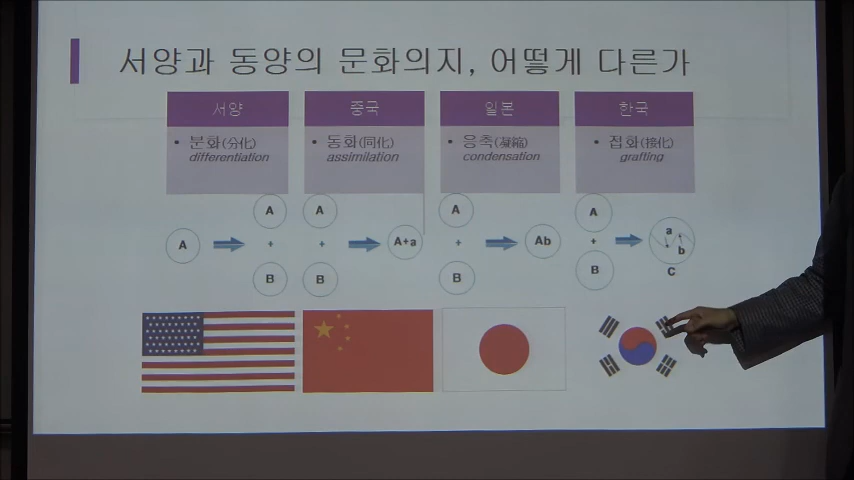 서양과 동양의 문화의지, 어떻게 다른가
서양
중국
일본
한국
• 분화(分化)
differentiation
• 동화(同化)
assimilation
• 응축(凝縮)
condensation
• 접화(接化)
grafting
A
A
+
B
A
+
B
A+a
A
+
B
Ab
A
+
B
a
b
C